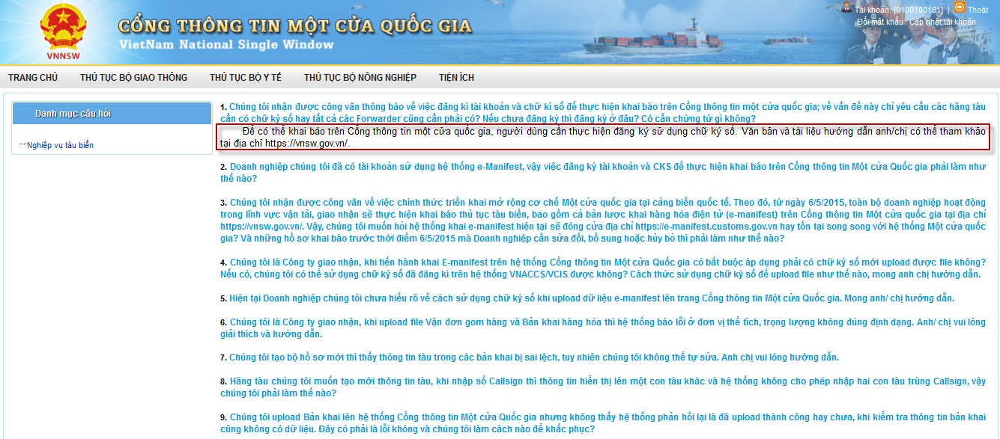 Tài khoản: [0100100181] | Thoát
Đổi mật khẩu Cập nhật tài khoản
CỔNG THÔNG TIN MỘT CỬA QUỐC GIA
VietNam National Single Window
VNNSW
TRANG CHỦ THỦ TỤC BỘ GIAO THÔNG THỦ TỤC BỘ Y TẾ THỦ TỤC BỘ NÔNG NGHIỆP TIỆN ÍCH
Danh mục câu hỏi
Nghiệp vụ tàu biển
1. Chúng tôi nhận được công văn thông báo về việc đăng kí tài khoản và chữ kí số để thực hiện khai báo trên Cổng thông tin một cửa quốc gia; về vấn đề này chỉ yêu cầu các hãng tàu
cần có chữ ký số hay tất cả các Forwarder cũng cần phải có? Nếu chưa đăng ký thì đăng ký ở đâu? Có cần chứng từ gì không?
Để có thể khai báo trên Cổng thông tin một cửa quốc gia, người dùng cần thực hiện đăng ký sử dụng chữ ký số. Văn bản và tài liệu hướng dẫn anh/chị có thể tham khảo
tại địa chỉ https://vnsw.gov.vn/.
2. Doanh nghiệp chúng tôi đã có tài khoản sử dụng hệ thống e-Manifest, vậy việc đăng ký tài khoản và CKS để thực hiện khai báo trên Cổng thông tin Một cửa Quốc gia phải làm như
thế nào?
3. Chúng tôi nhận được công văn về việc chính thức triển khai mở rộng cơ chế Một cửa quốc gia tại cảng biển quốc tế. Theo đó, từ ngày 6/5/2015, toàn bộ doanh nghiệp hoạt động
trong lĩnh vực vận tải, giao nhận sẽ thực hiện khai báo thủ tục tàu biển, bao gồm cả bản lược khai hàng hóa điện tử (e-manifest) trên Cổng thông tin Một cửa quốc gia tại địa chỉ
https://vnsw.gov.vn/. Vậy, chúng tôi muốn hỏi hệ thống khai e-manifest hiện tại sẽ đóng cửa địa chỉ https://e-manifest.customs.gov.vn hay tồn tại song song với hệ thống Một cửa quốc
gia? Và những hồ sơ khai báo trước thời điểm 6/5/2015 mà Doanh nghiệp cần sửa đổi, bổ sung hoặc hủy bỏ thì phải làm như thế nào?
4. Chúng tôi là Công ty giao nhận, khi tiến hành khai E-manifest trên hệ thống Cổng thông tin Một cửa Quốc gia có bắt buộc áp dụng phải có chữ ký số mới upload được file không?
Nếu có, chúng tôi có thể sử dụng chữ ký số đã đăng kí trên hệ thống VNACCS/VCIS được không? Cách thức sử dụng chữ ký số để upload file như thế nào, mong anh chị hướng dẫn.
5. Hiện tại Doanh nghiệp chúng tôi chưa hiểu rõ về cách sử dụng chữ ký số khi upload dữ liệu e-manifest lên trang Cổng thông tin Một cửa Quốc gia. Mong anh/ chị hướng dẫn.
6. Chúng tôi là Công ty giao nhận, khi upload file Vận đơn gom hàng và Bản khai hàng hóa thì hệ thống báo lỗi ở đơn vị thể tích, trọng lượng không đúng định dạng. Anh/ chị vui lòng
giải thích và hướng dẫn.
7. Chúng tôi tạo bộ hồ sơ mới thì thấy thông tin tàu trong các bản khai bị sai lệch, tuy nhiên chúng tôi không thể tự sửa. Anh chị vui lòng hướng dẫn.
8. Hãng tàu chúng tôi muốn tạo mới thông tin tàu, khi nhập số Callsign thì thông tin hiển thị lên một con tàu khác và hệ thống không cho phép nhập hai con tàu trùng Callsign, vậy
chúng tôi phải làm thế nào?
9. Chúng tôi upload Bản khai lên hệ thống Cổng thông tin Một cửa Quốc gia nhưng không thấy hệ thống phản hồi lại là đã upload thành công hay chưa, khi kiểm tra thông tin bản khai
cũng không có dữ liệu. Đây có phải là lỗi không và chúng tôi làm cách nào để khắc phục?